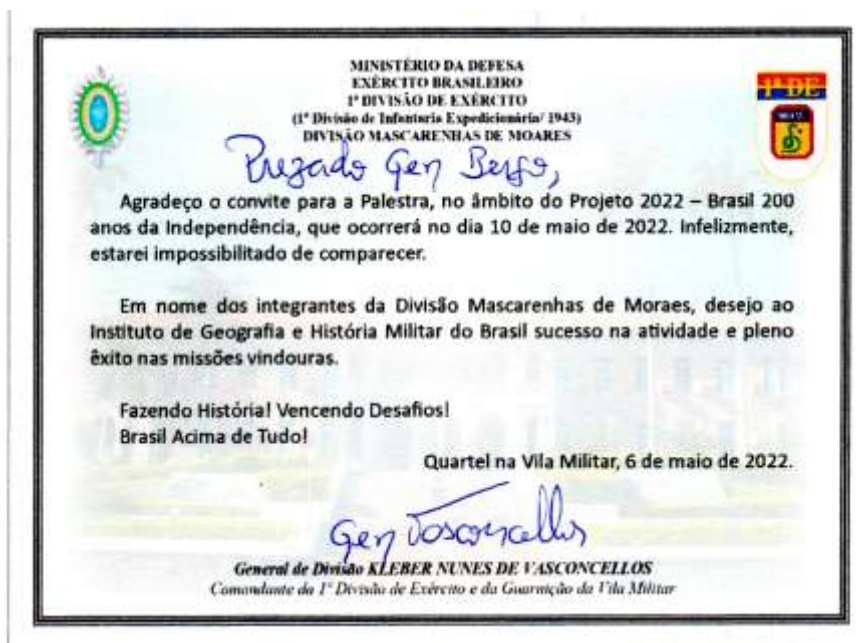 MINISTÉRIO DA DEFESA
EXÉRCITO BRASILEIRO
1ª DIVISÃO DE EXÉRCITO
(1ª Divisão de Infantaria Expedicionária/ 1943)
DIVISÃO MASCARENHAS DE MOARES
1ª DE
Prezado Gen Bergo,
Agradeço o convite para a Palestra, no âmbito do Projeto 2022 – Brasil 200
anos da Independência, que ocorrerá no dia 10 de maio de 2022. Infelizmente,
estarei impossibilitado de comparecer.
Em nome dos integrantes da Divisão Mascarenhas de Moraes, desejo ao
Instituto de Geografia e História Militar do Brasil sucesso na atividade e pleno
êxito nas missões vindouras.
Fazendo História! Vencendo Desafios!
Brasil Acima de Tudo!
Quartel na Vila Militar, 6 de maio de 2022.
Gen Vasconcellos
General de Divisão KLEBER NUNES DE VASCONCELLOS
Comandante da 1ª Divisão de Exército e da Guarnição da Vila Militar